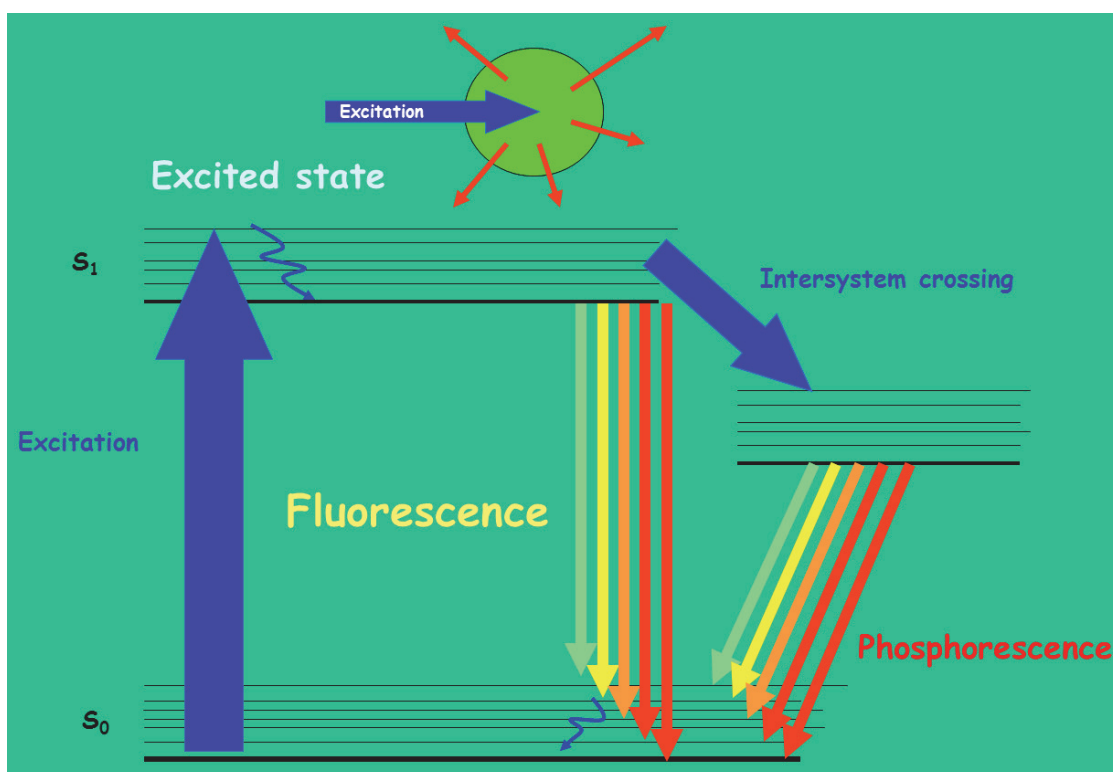 Excitation
Excited state
S₁
Intersystem crossing
Excitation
Fluorescence
Phosphorescence
S₀